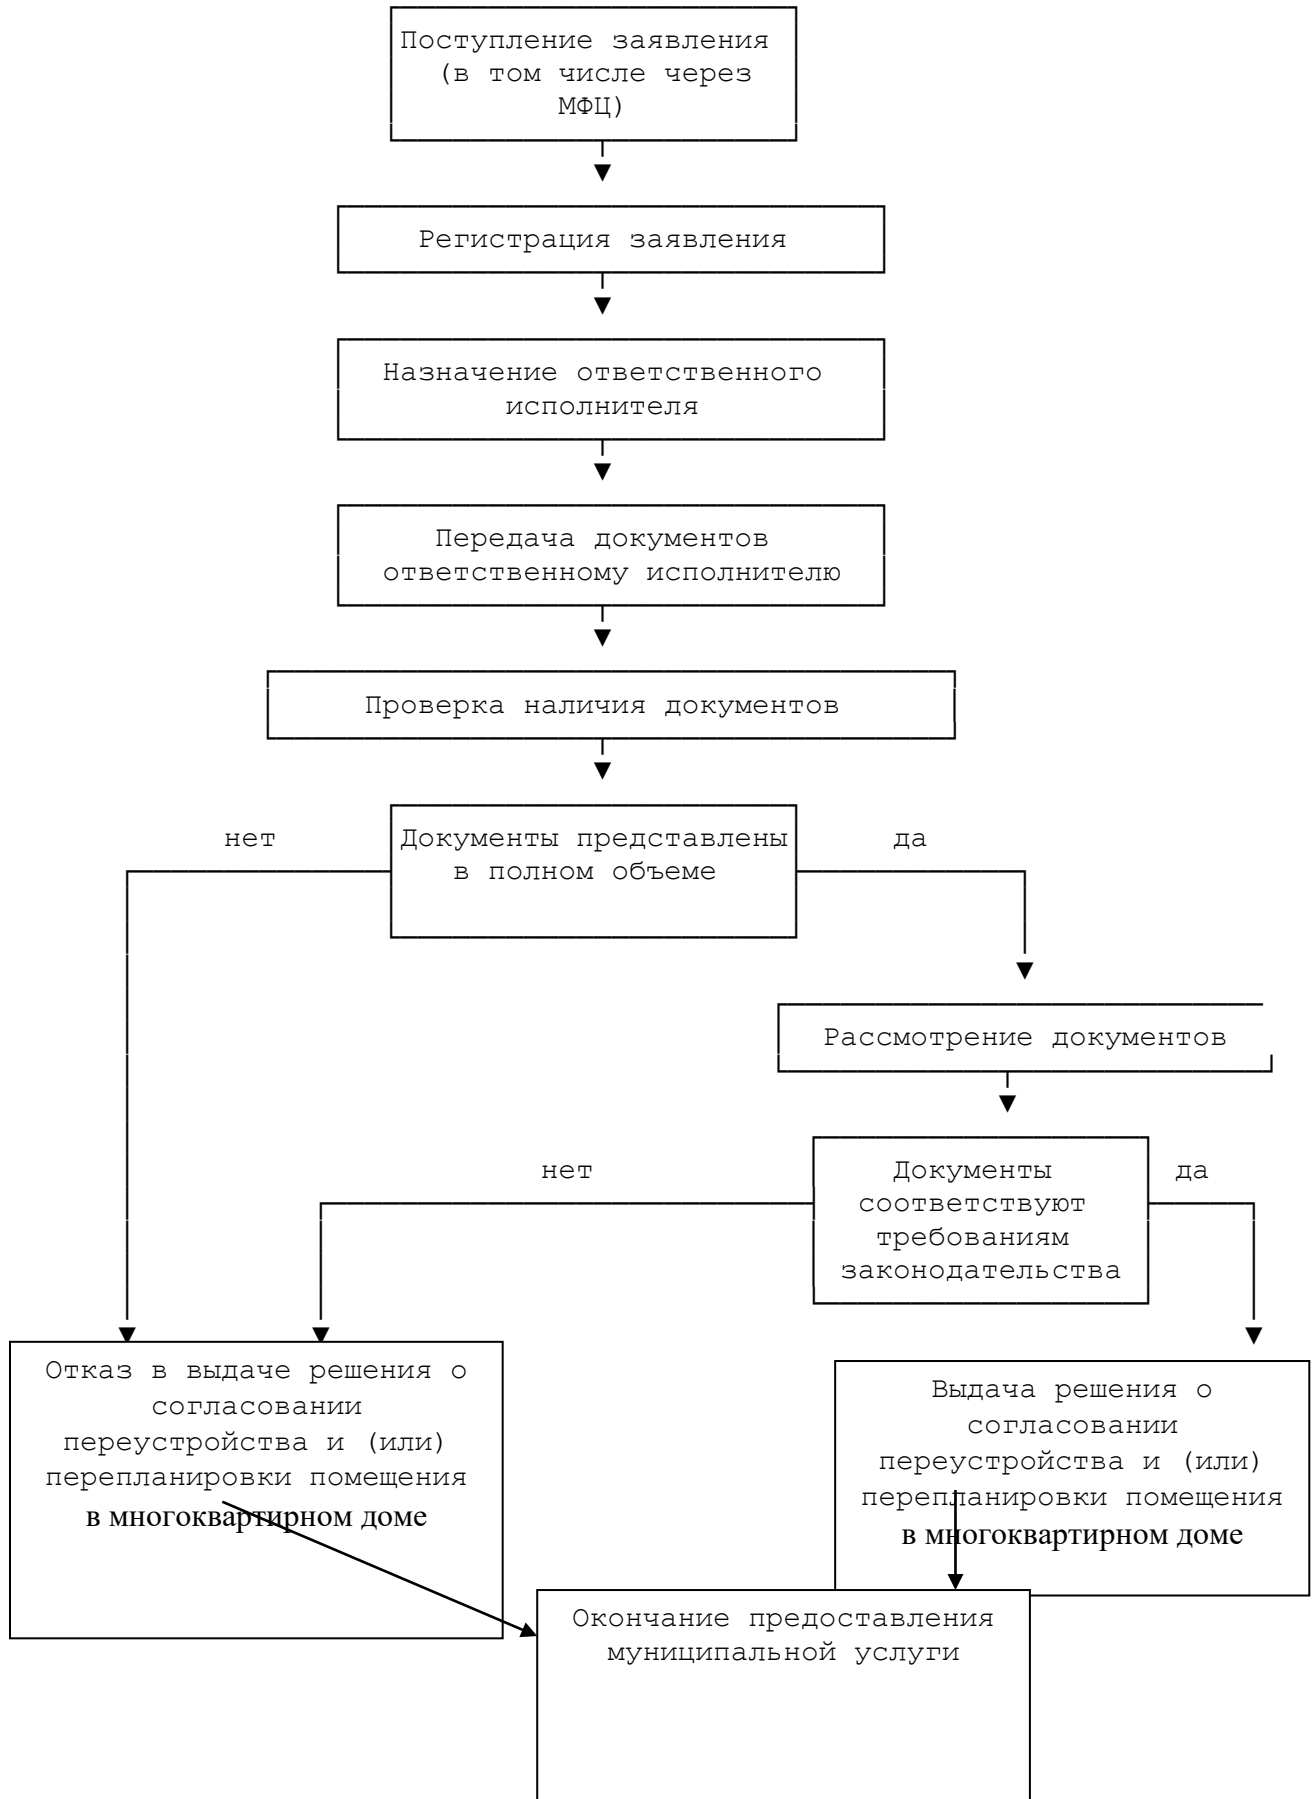 Поступление заявления
(в том числе через
МФЦ)
Регистрация заявления
Назначение ответственного
исполнителя
Передача документов
ответственному исполнителю
Проверка наличия документов
нет
Документы представлены
в полном объеме
да
Рассмотрение документов
нет
Документы
соответствуют
требованиям
законодательства
да
Отказ в выдаче решения о
согласовании
переустройства и (или)
перепланировки помещения
в многоквартирном доме
Выдача решения о
согласовании
переустройства и (или)
перепланировки помещения
в многоквартирном доме
Окончание предоставления
муниципальной услуги